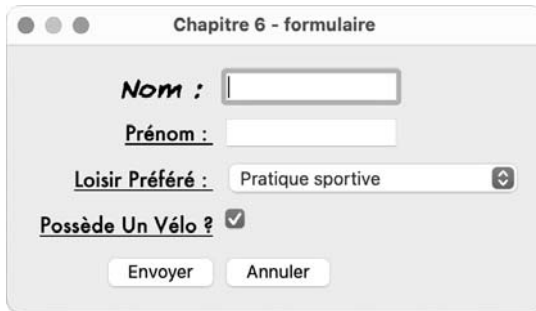 Chapitre 6 - formulaire
Nom :
Prénom :
Loisir Préféré : Pratique sportive
Possède Un Vélo ?
Envoyer Annuler